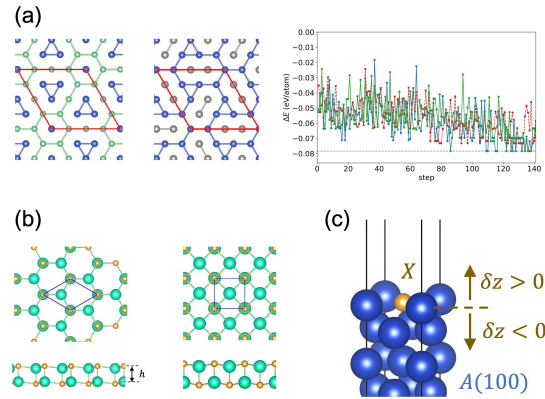 (a)
0.00
−0.01
−0.02
−0.03
−0.04
−0.05
−0.06
−0.07
−0.08
ΔE (eV/atom)
0 20 40 60 80 100 120 140
step
(b)
h
(c)
X
δz > 0
δz < 0
A(100)